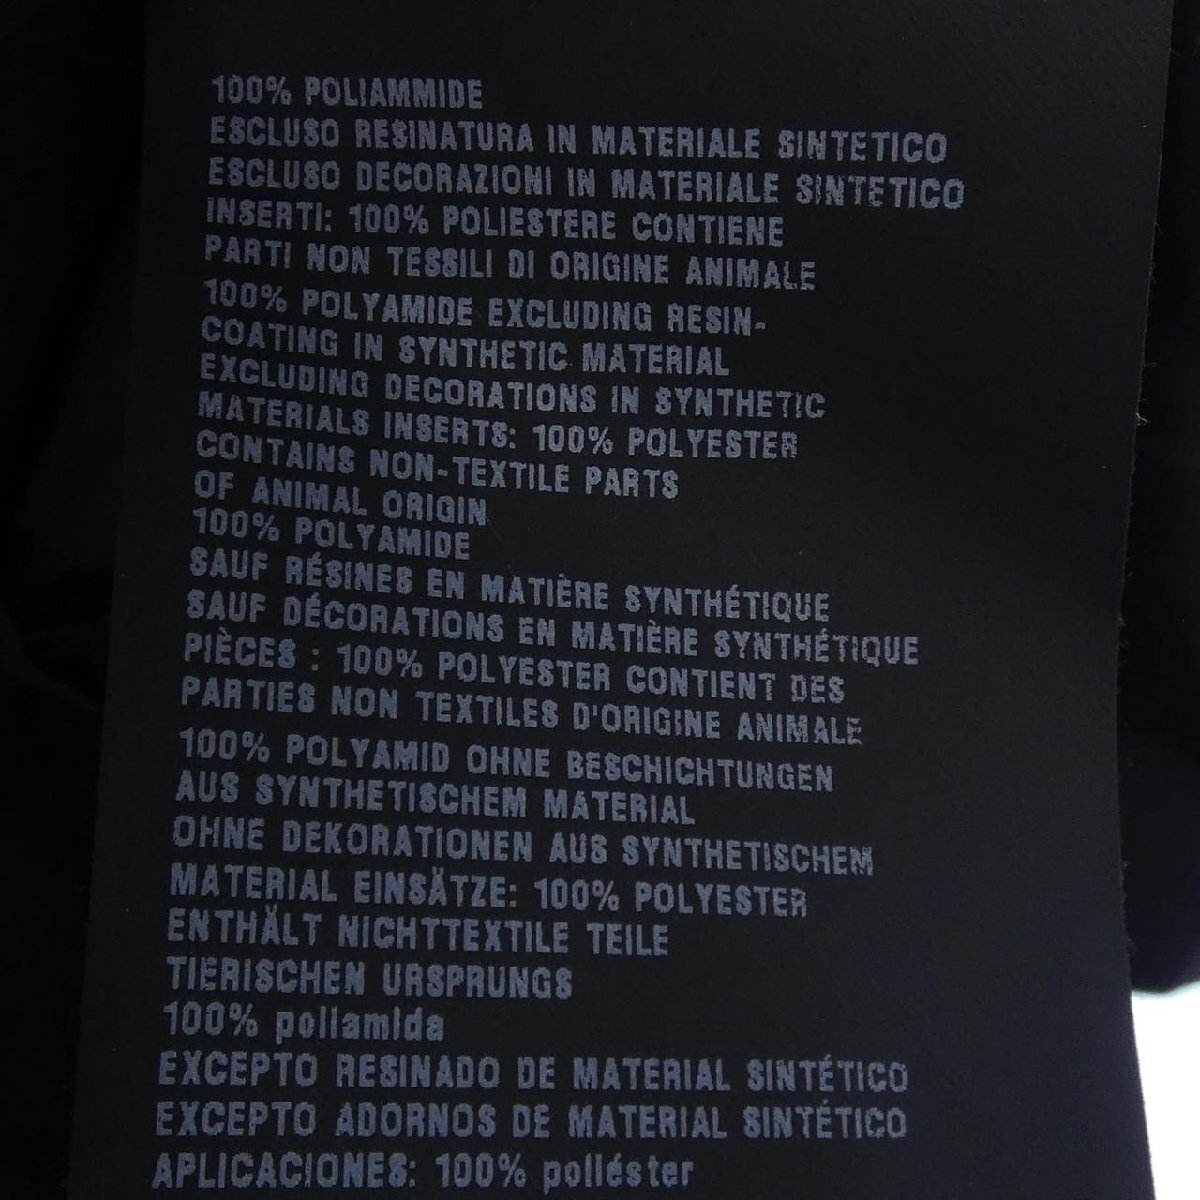 100% POLIAMMIDE
ESCLUSO RESINATURA IN MATERIALE SINTETICO
ESCLUSO DECORAZIONI IN MATERIALE SINTETICO
INSERTI: 100% POLIESTERE CONTIENE
PARTI NON TESSILI DI ORIGINE ANIMALE
100% POLYAMIDE EXCLUDING RESIN-
COATING IN SYNTHETIC MATERIAL
EXCLUDING DECORATIONS IN SYNTHETIC
MATERIALS INSERTS: 100% POLYESTER
CONTAINS NON-TEXTILE PARTS
OF ANIMAL ORIGIN
100% POLYAMIDE
SAUF RÉSINES EN MATIÈRE SYNTHÉTIQUE
SAUF DÉCORATIONS EN MATIÈRE SYNTHÉTIQUE
PIÈCES : 100% POLYESTER CONTIENT DES
PARTIES NON TEXTILES D'ORIGINE ANIMALE
100% POLYAMID OHNE BESCHICHTUNGEN
AUS SYNTHETISCHEM MATERIAL
OHNE DEKORATIONEN AUS SYNTHETISCHEM
MATERIAL EINSÄTZE: 100% POLYESTER
ENTHÄLT NICHTTEXTILE TEILE
TIERISCHEN URSPRUNGS
100% poliamida
EXCEPTO RESINADO DE MATERIAL SINTÉTICO
EXCEPTO ADORNOS DE MATERIAL SINTÉTICO
APLICACIONES: 100% poliéster